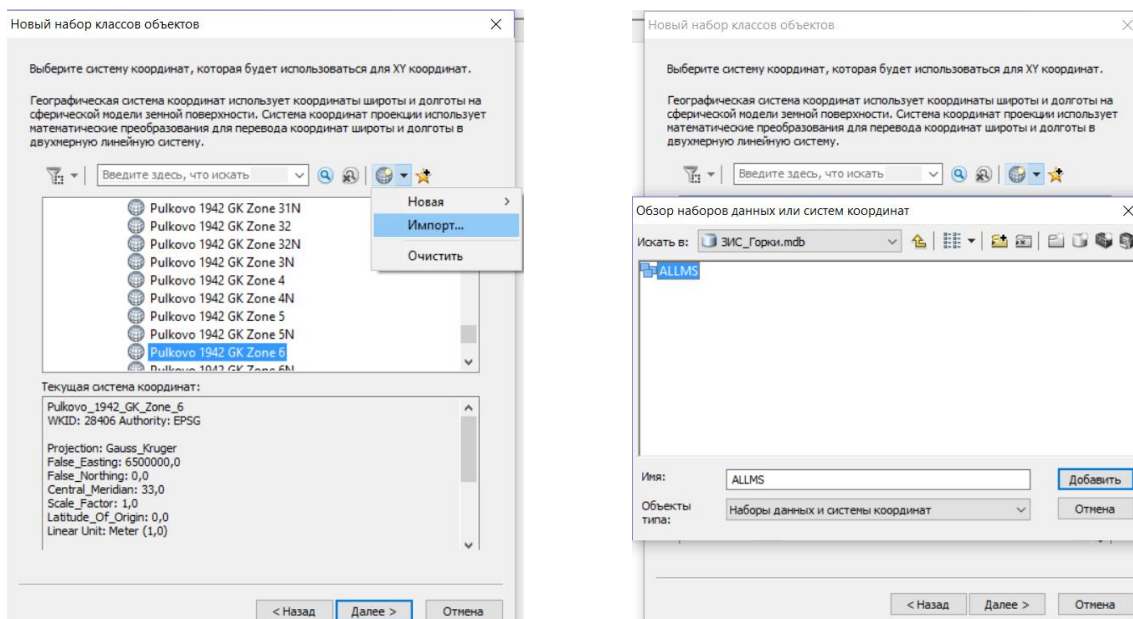 Новый набор классов объектов
Выберите систему координат, которая будет использоваться для XY координат.
Географическая система координат использует координаты широты и долготы на
сферической модели земной поверхности. Система координат проекции использует
математические преобразования для перевода координат широты и долготы в
двухмерную линейную систему.
Введите здесь, что искать
Новая
Импорт...
Очистить
Pulkovo 1942 GK Zone 31N
Pulkovo 1942 GK Zone 32
Pulkovo 1942 GK Zone 32N
Pulkovo 1942 GK Zone 3N
Pulkovo 1942 GK Zone 4
Pulkovo 1942 GK Zone 4N
Pulkovo 1942 GK Zone 5
Pulkovo 1942 GK Zone 5N
Pulkovo 1942 GK Zone 6
Pulkovo 1942 GK Zone 6N
Текущая система координат:
Pulkovo_1942_GK_Zone_6
WKID: 28406 Authority: EPSG
Projection: Gauss_Kruger
False_Easting: 6500000,0
False_Northing: 0,0
Central_Meridian: 33,0
Scale_Factor: 1,0
Latitude_Of_Origin: 0,0
Linear Unit: Meter (1,0)
< Назад Далее > Отмена
Новый набор классов объектов
Выберите систему координат, которая будет использоваться для XY координат.
Географическая система координат использует координаты широты и долготы на
сферической модели земной поверхности. Система координат проекции использует
математические преобразования для перевода координат широты и долготы в
двухмерную линейную систему.
Введите здесь, что искать
Обзор наборов данных или систем координат
Искать в: ЗИС_Горки.mdb
ALLMS
Имя: ALLMS Добавить
Объекты типа: Наборы данных и системы координат Отмена
< Назад Далее > Отмена